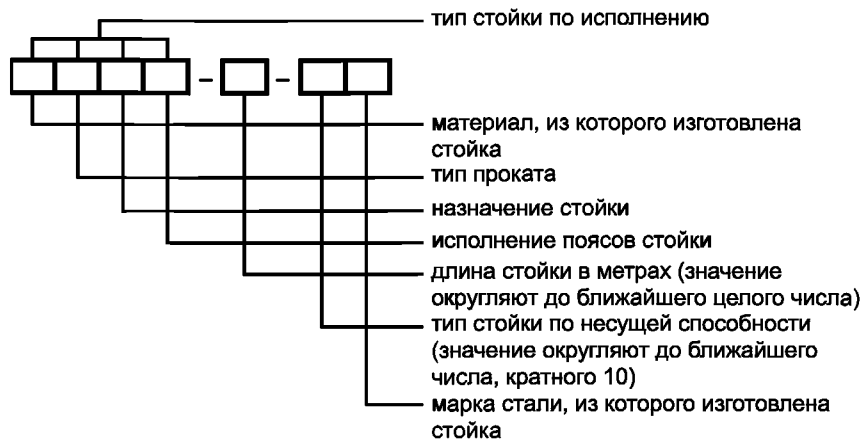 тип стойки по исполнению
– –
материал, из которого изготовлена
стойка
тип проката
назначение стойки
исполнение поясов стойки
длина стойки в метрах (значение
округляют до ближайшего целого числа)
тип стойки по несущей способности
(значение округляют до ближайшего
числа, кратного 10)
марка стали, из которого изготовлена
стойка